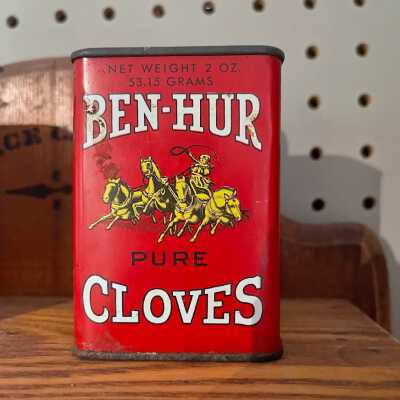 NET WEIGHT 2 OZ.
53.15 GRAMS
BEN-HUR
PURE
CLOVES